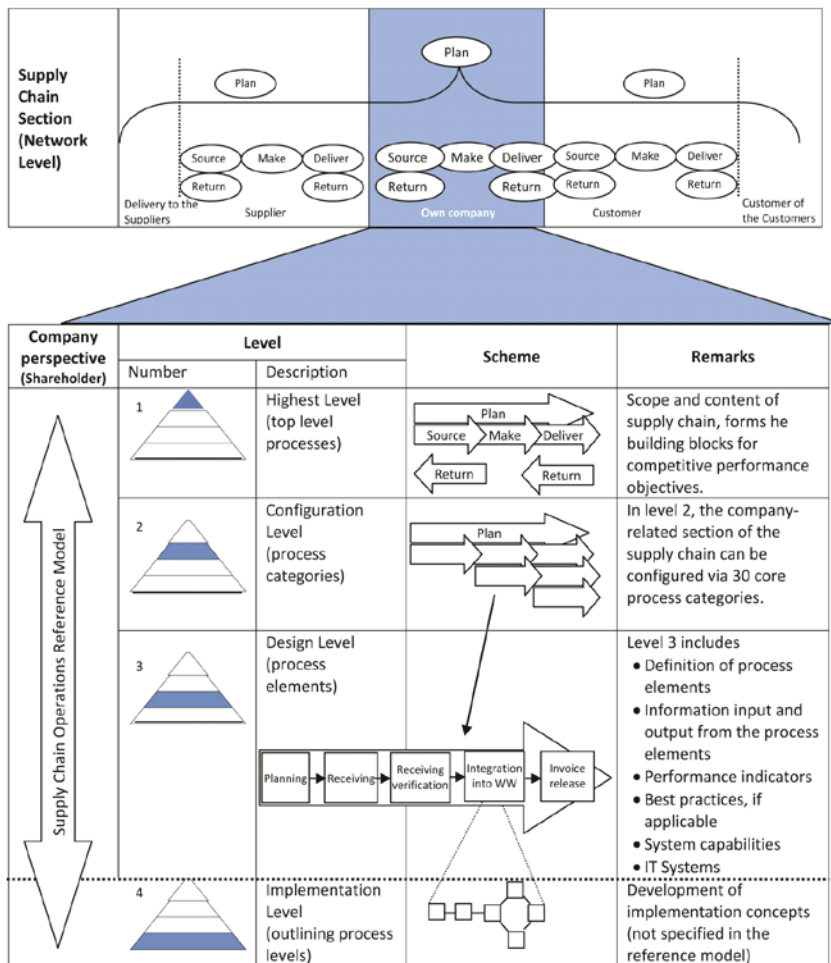 Supply
Chain
Section
(Network
Level)
Plan
Plan
Plan
Source Make Deliver Source Make Deliver Source Make Deliver
Return Return Return Return Return Return
Delivery to the
Suppliers
Supplier
Own company
Customer
Customer of
the Customers
Company
perspective
(Shareholder)
Level
Scheme
Remarks
Number
Description
Supply Chain Operations Reference Model
1
Highest Level
(top level
processes)
Plan
Source Make Deliver
Return Return
Scope and content of
supply chain, forms he
building blocks for
competitive performance
objectives.
2
Configuration
Level
(process
categories)
Plan
In level 2, the company-
related section of the
supply chain can be
configured via 30 core
process categories.
3
Design Level
(process
elements)
Planning
Receiving
Receiving
verification
Integration
into WW
Invoice
release
Level 3 includes
• Definition of process
elements
• Information input and
output from the process
elements
• Performance indicators
• Best practices, if
applicable
• System capabilities
• IT Systems
4
Implementation
Level
(outlining process
levels)
Development of
implementation concepts
(not specified in the
reference model)